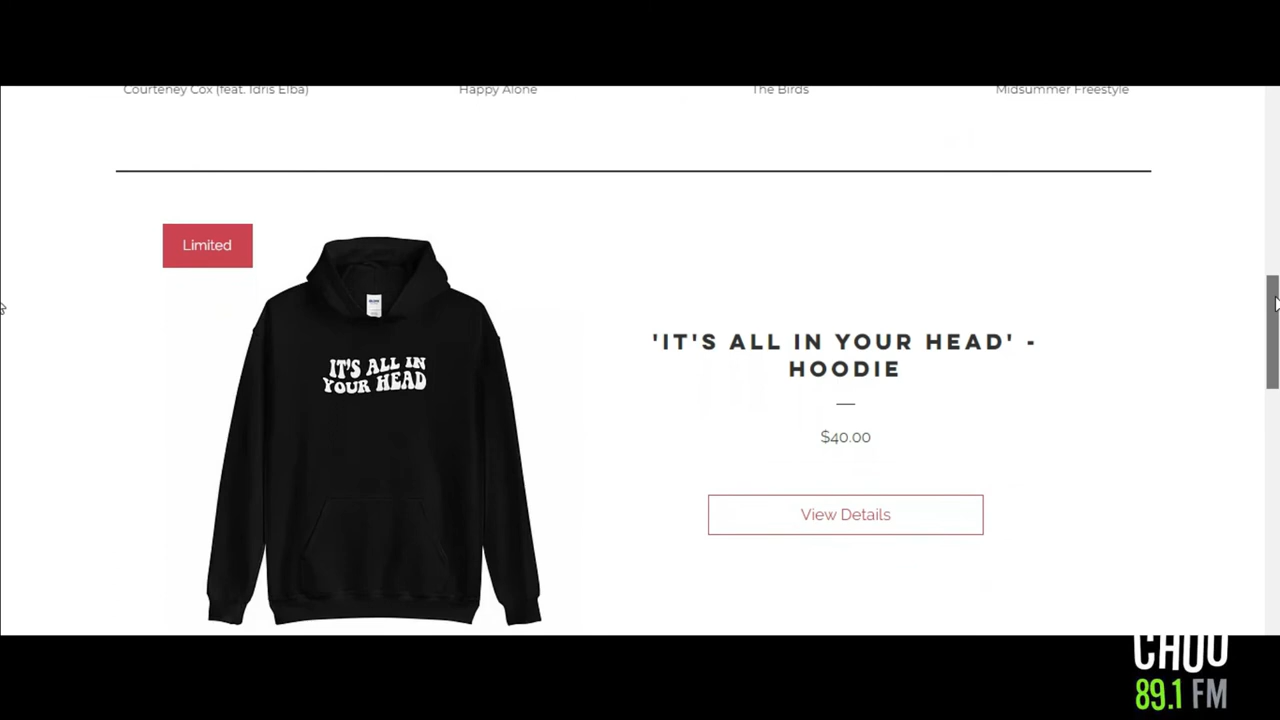 Courteney Cox (feat. Idris Elba) Happy Alone The Birds Midsummer Freestyle
Limited
IT'S ALL IN
YOUR HEAD
'IT'S ALL IN YOUR HEAD' -
HOODIE
$40.00
View Details
CHUO
89.1 FM